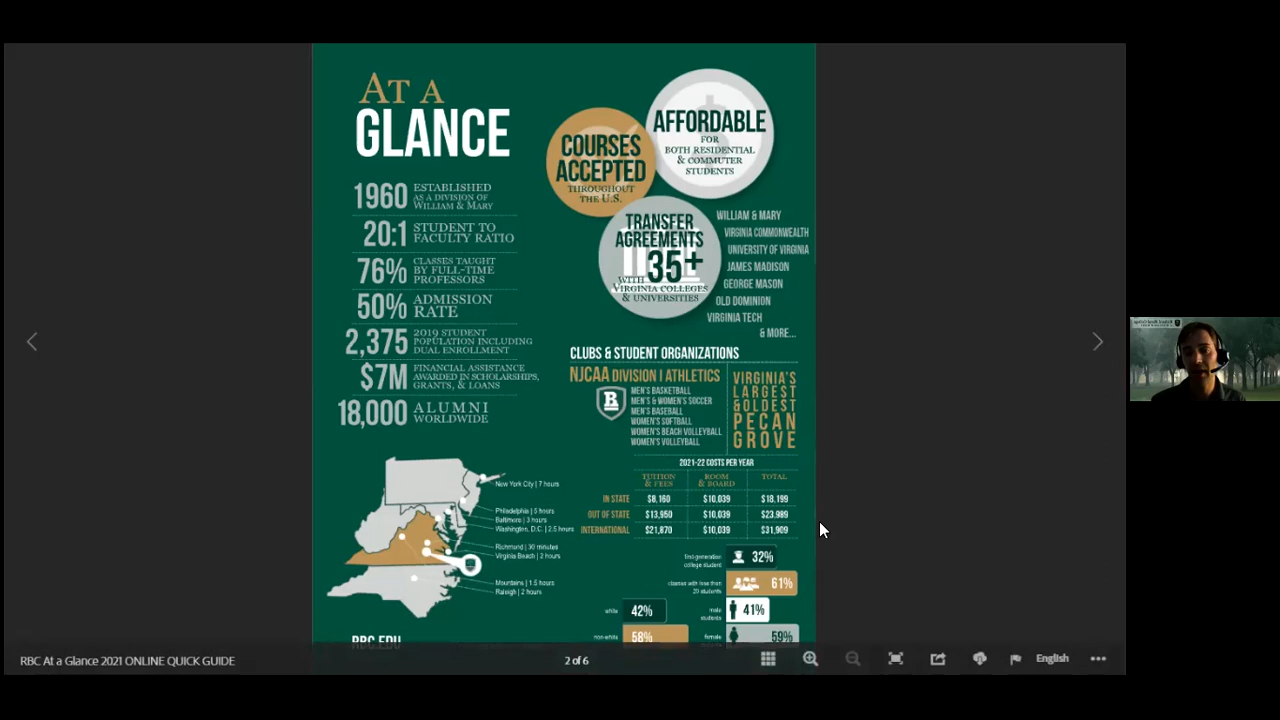 AT A
GLANCE
1960 ESTABLISHED
AS A DIVISION OF
WILLIAM & MARY
20:1 STUDENT TO
FACULTY RATIO
76% CLASSES TAUGHT
BY FULL-TIME
PROFESSORS
50% ADMISSION
RATE
2,375 2019 STUDENT
POPULATION INCLUDING
DUAL ENROLLMENT
$7M FINANCIAL ASSISTANCE
AWARDED IN SCHOLARSHIPS,
GRANTS, & LOANS
18,000 ALUMNI
WORLDWIDE
COURSES
ACCEPTED
THROUGHOUT
THE U.S.
AFFORDABLE
FOR
BOTH RESIDENTIAL
& COMMUTER
STUDENTS
TRANSFER
AGREEMENTS
35+
WITH
VIRGINIA COLLEGES
& UNIVERSITIES
WILLIAM & MARY
VIRGINIA COMMONWEALTH
UNIVERSITY OF VIRGINIA
JAMES MADISON
GEORGE MASON
OLD DOMINION
VIRGINIA TECH
& MORE...
CLUBS & STUDENT ORGANIZATIONS
NJCAA DIVISION I ATHLETICS
R
MEN'S BASKETBALL
MEN'S & WOMEN'S SOCCER
MEN'S BASEBALL
WOMEN'S SOFTBALL
WOMEN'S BEACH VOLLEYBALL
WOMEN'S VOLLEYBALL
VIRGINIA'S
LARGEST
& OLDEST
PECAN
GROVE
2021-22 COSTS PER YEAR
TUITION
& FEES
ROOM
& BOARD
TOTAL
IN STATE $8,160 $10,039 $18,199
OUT OF STATE $13,950 $10,039 $23,989
INTERNATIONAL $21,870 $10,039 $31,909
New York City | 7 hours
Philadelphia | 5 hours
Baltimore | 3 hours
Washington, D.C. | 2.5 hours
Richmond | 30 minutes
Virginia Beach | 2 hours
Mountains | 1.5 hours
Raleigh | 2 hours
first-generation
college student 32%
classes with less than
20 students 61%
white 42%
male
students 41%
non-white 58%
female 59%
RBC.EDU
RBC At a Glance 2021 ONLINE QUICK GUIDE
2 of 6
English